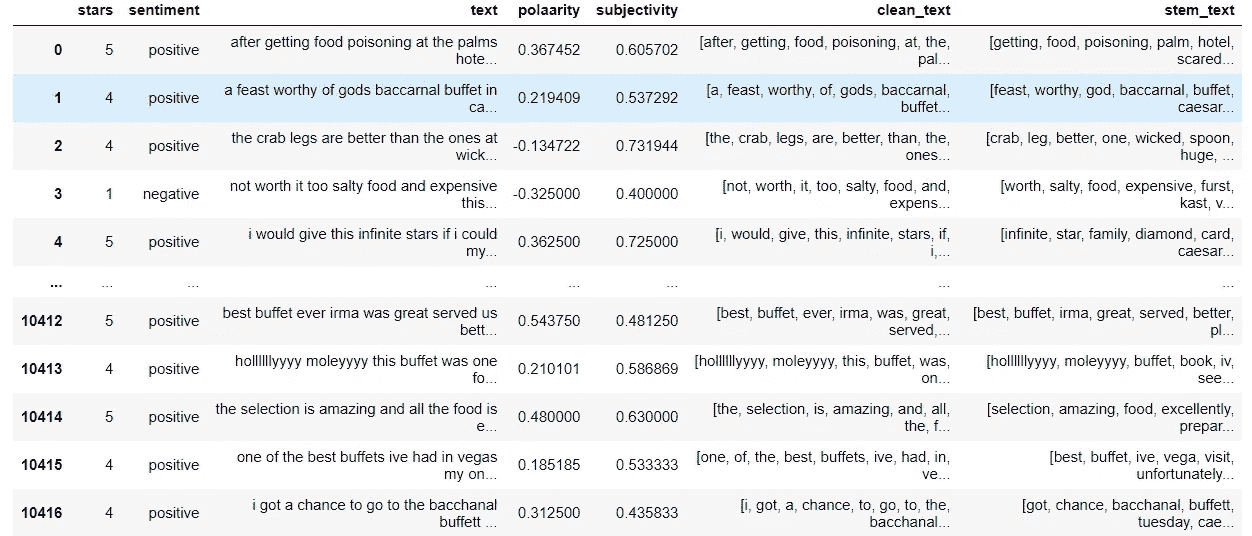 stars sentiment text polaarity subjectivity clean_text stem_text
0 5 positive after getting food poisoning at the palms hote... 0.367452 0.605702 [after, getting, food, poisoning, at, the, pal... [getting, food, poisoning, palm, hotel, scared...
1 4 positive a feast worthy of gods baccarnal buffet in ca... 0.219409 0.537292 [a, feast, worthy, of, gods, baccarnal, buffet... [feast, worthy, god, baccarnal, buffet, caesar...
2 4 positive the crab legs are better than the ones at wick... -0.134722 0.731944 [the, crab, legs, are, better, than, the, ones... [crab, leg, better, one, wicked, spoon, huge, ...
3 1 negative not worth it too salty food and expensive this... -0.325000 0.400000 [not, worth, it, too, salty, food, and, expens... [worth, salty, food, expensive, furst, kast, v...
4 5 positive i would give this infinite stars if i could my... 0.362500 0.725000 [i, would, give, this, infinite, stars, if, i,... [infinite, star, family, diamond, card, caesar...
... ... ... ... ... ... ... ...
10412 5 positive best buffet ever irma was great served us bett... 0.543750 0.481250 [best, buffet, ever, irma, was, great, served,... [best, buffet, irma, great, served, better, pl...
10413 4 positive hollllllyyyy moleyyyy this buffet was one fo... 0.210101 0.586869 [hollllllyyyy, moleyyyy, this, buffet, was, on... [hollllllyyyy, moleyyyy, buffet, book, iv, see...
10414 5 positive the selection is amazing and all the food is e... 0.480000 0.630000 [the, selection, is, amazing, and, all, the, f... [selection, amazing, food, excellently, prepar...
10415 4 positive one of the best buffets ive had in vegas my on... 0.185185 0.533333 [one, of, the, best, buffets, ive, had, in, ve... [best, buffet, ive, vega, visit, unfortunately...
10416 4 positive i got a chance to go to the bacchanal buffett ... 0.312500 0.435833 [i, got, a, chance, to, go, to, the, bacchanal... [got, chance, bacchanal, buffett, tuesday, cae...